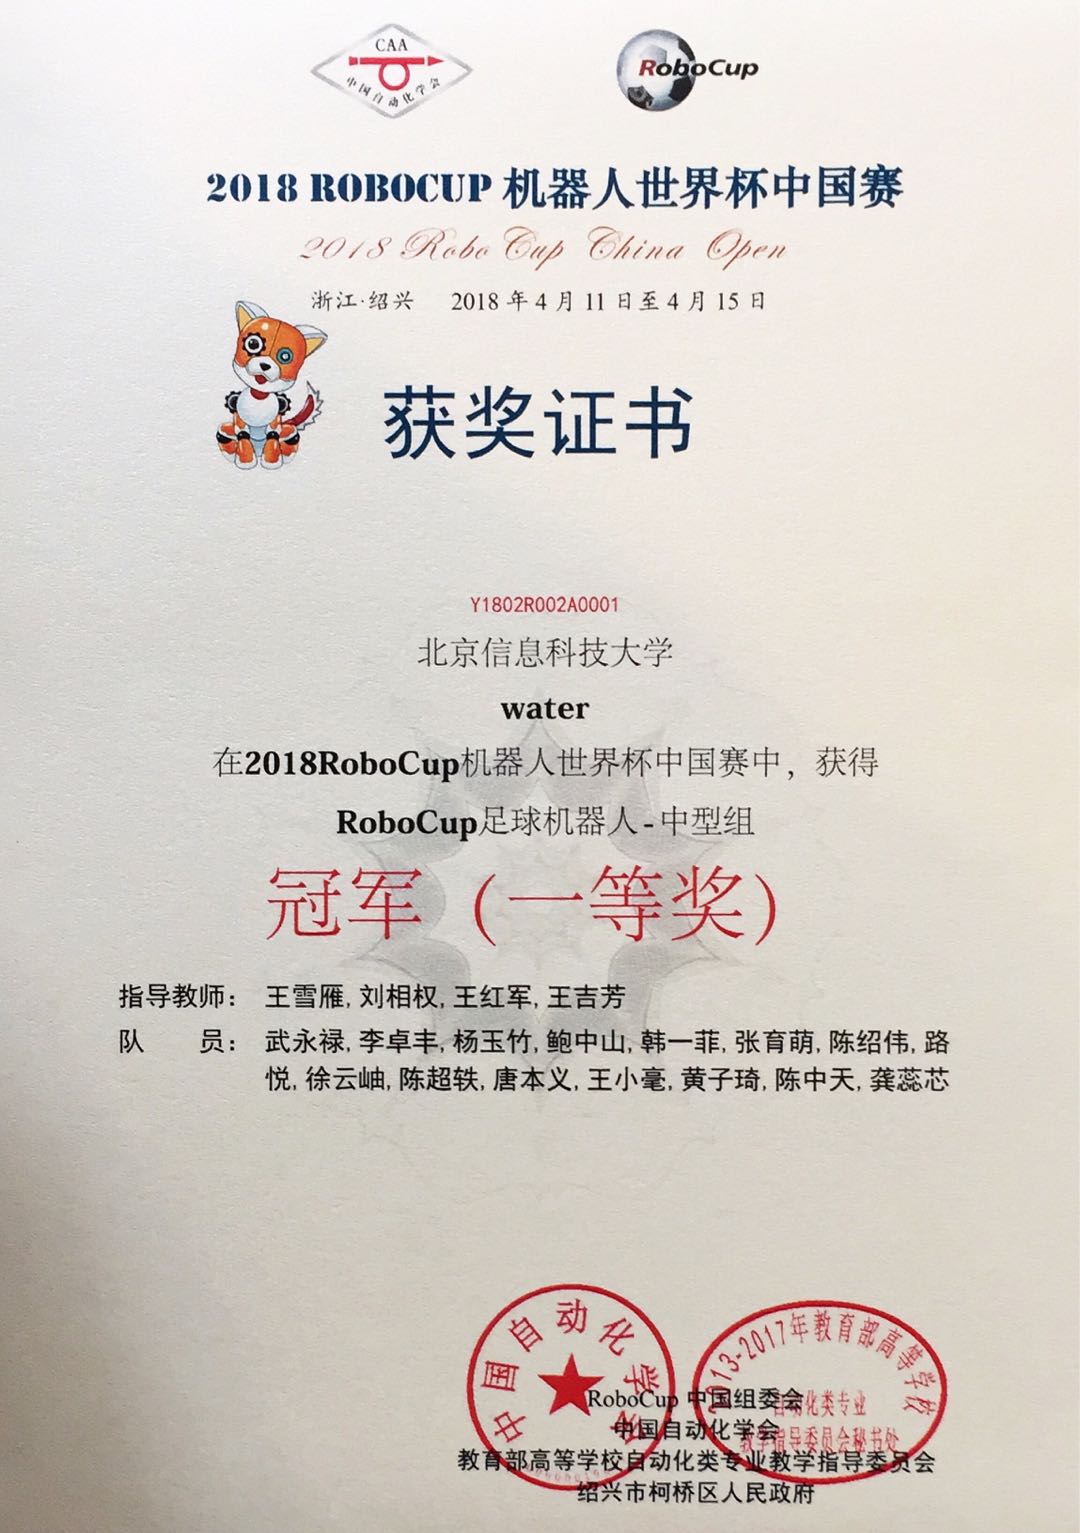 CAA
中国自动化学会
RoboCup
2018 ROBOCUP 机器人世界杯中国赛
2018 RoboCup China Open
浙江·绍兴 2018 年 4 月 11 日至 4 月 15 日
获奖证书
Y1802R002A0001
北京信息科技大学
water
在2018RoboCup机器人世界杯中国赛中，获得
RoboCup足球机器人-中型组
冠军（一等奖）
指导教师： 王雪雁, 刘相权, 王红军, 王吉芳
队 员： 武永禄, 李卓丰, 杨玉竹, 鲍中山, 韩一菲, 张育萌, 陈绍伟, 路
悦, 徐云岫, 陈超轶, 唐本义, 王小毫, 黄子琦, 陈中天, 龚蕊芯
中国自动化学会
2013-2017年教育部高等学校
自动化类专业
教学指导委员会秘书处
RoboCup 中国组委会
中国自动化学会
教育部高等学校自动化类专业教学指导委员会
绍兴市柯桥区人民政府